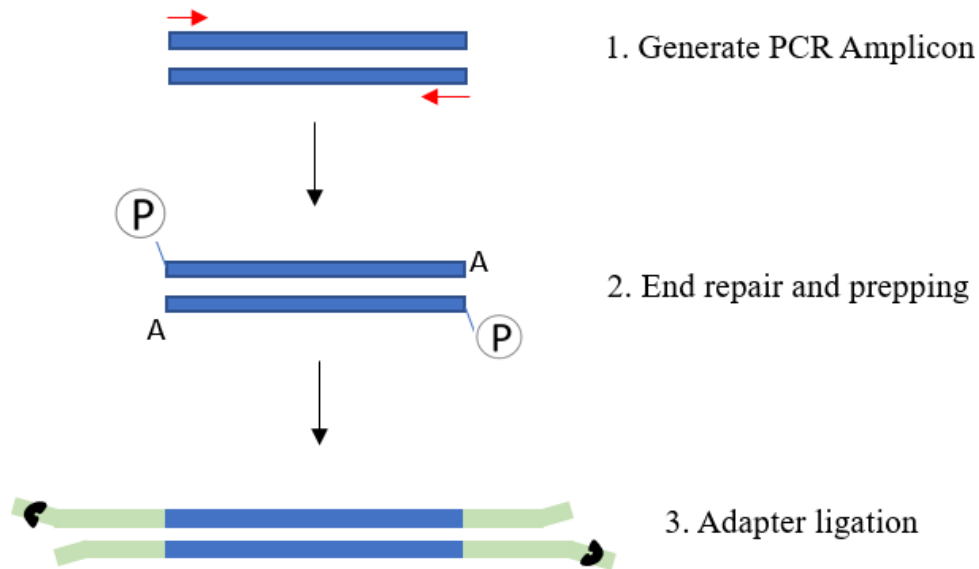 1. Generate PCR Amplicon
P
A
2. End repair and prepping
A
P
3. Adapter ligation